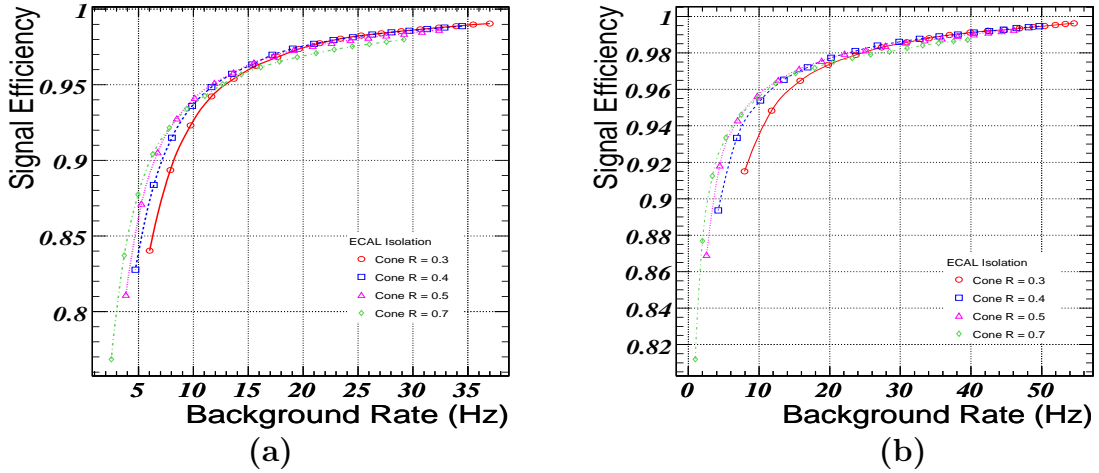 Signal Efficiency
1
0.95
0.9
0.85
0.8
ECAL Isolation
Cone R = 0.3
Cone R = 0.4
Cone R = 0.5
Cone R = 0.7
5 10 15 20 25 30 35
Background Rate (Hz)
(a)
Signal Efficiency
1
0.98
0.96
0.94
0.92
0.9
0.88
0.86
0.84
0.82
ECAL Isolation
Cone R = 0.3
Cone R = 0.4
Cone R = 0.5
Cone R = 0.7
0 10 20 30 40 50
Background Rate (Hz)
(b)